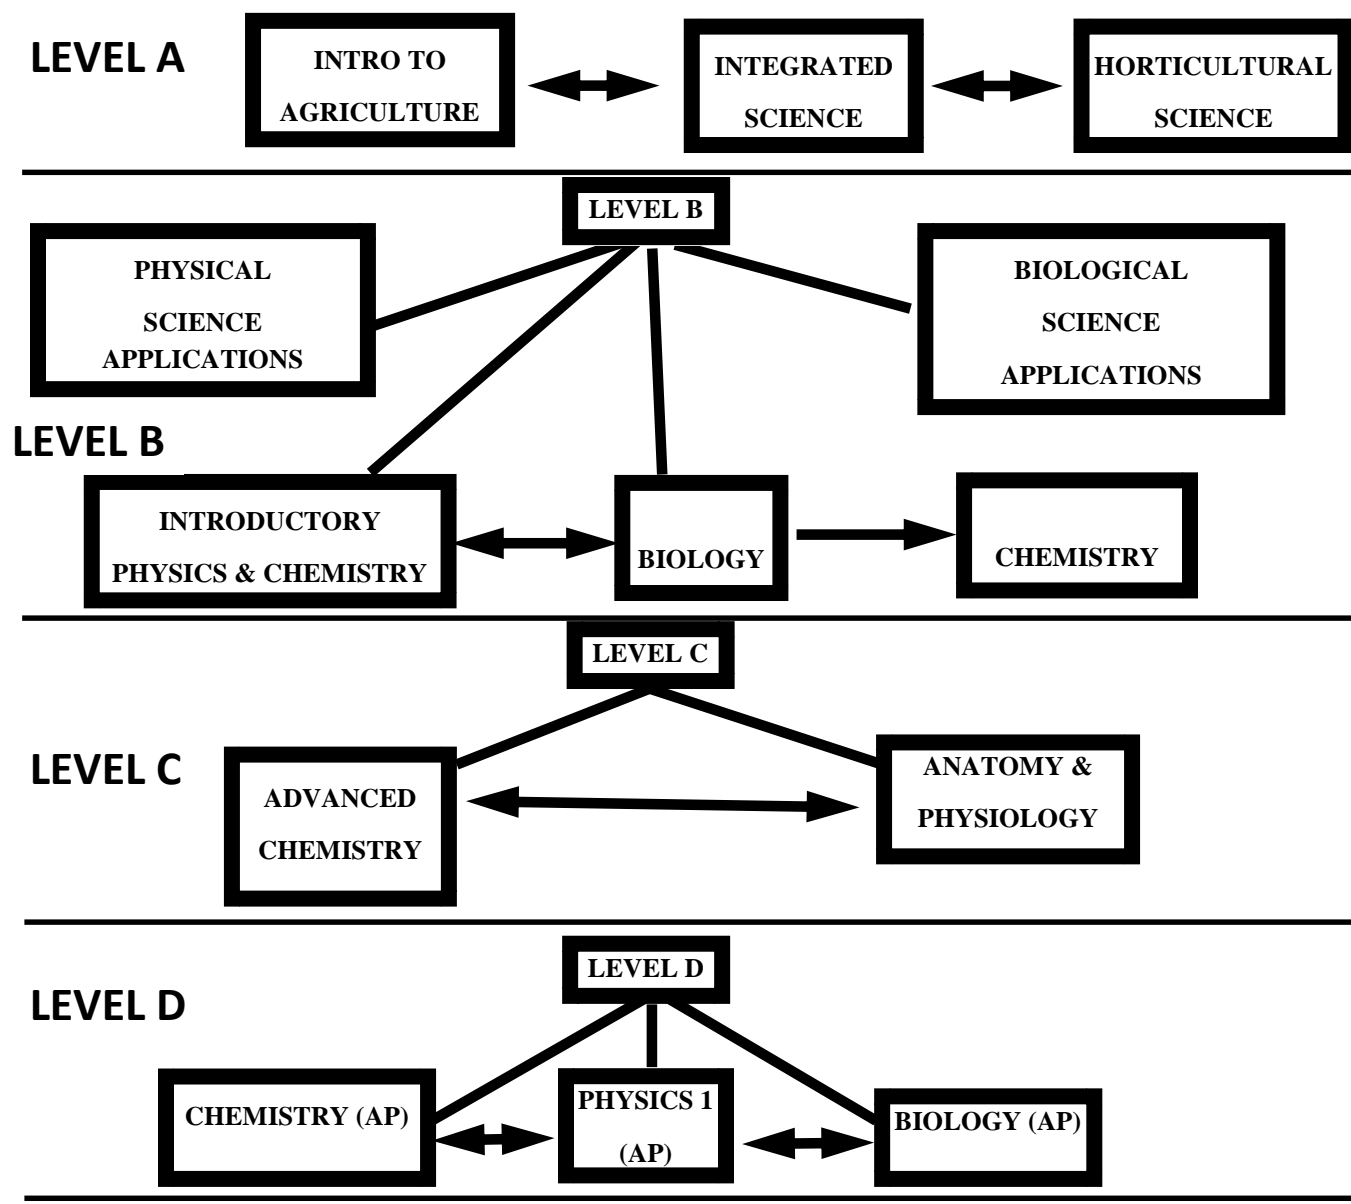 LEVEL A
INTRO TO
AGRICULTURE
INTEGRATED
SCIENCE
HORTICULTURAL
SCIENCE
LEVEL B
PHYSICAL
SCIENCE
APPLICATIONS
BIOLOGICAL
SCIENCE
APPLICATIONS
LEVEL B
INTRODUCTORY
PHYSICS & CHEMISTRY
BIOLOGY
CHEMISTRY
LEVEL C
LEVEL C
ADVANCED
CHEMISTRY
ANATOMY &
PHYSIOLOGY
LEVEL D
LEVEL D
CHEMISTRY (AP)
PHYSICS 1
(AP)
BIOLOGY (AP)